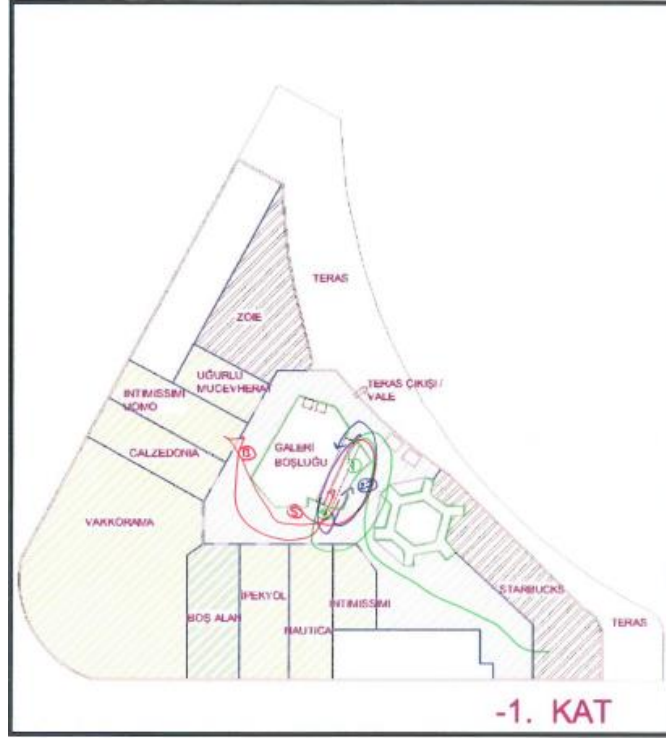 TERAS
ZOIE
UĞURLU
MUCEVHERAT
TERAS ÇIKIŞI /
VALE
INTIMISSIMI
UOMO
GALERİ
BOŞLUĞU
CALZEDONIA
VAKKORAMA
STARBUCKS
İPEKYOL
INTIMISSIMI
BOŞ ALAN
NAUTICA
TERAS
-1. KAT